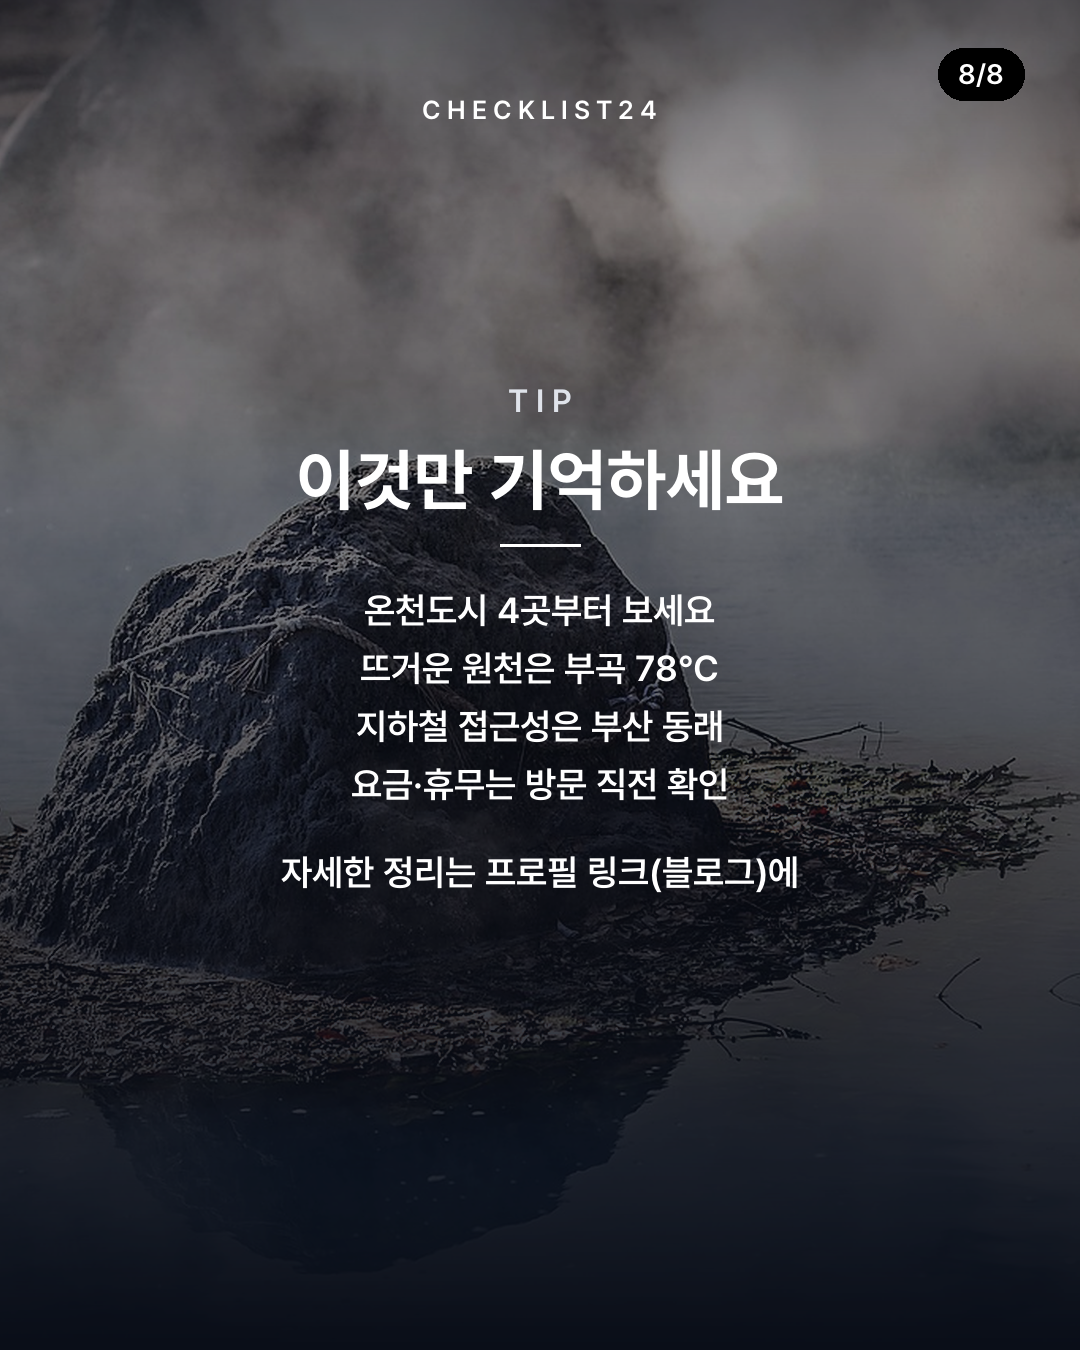 8/8
CHECKLIST24
TIP
이것만 기억하세요
온천도시 4곳부터 보세요
뜨거운 원천은 부곡 78°C
지하철 접근성은 부산 동래
요금·휴무는 방문 직전 확인
자세한 정리는 프로필 링크(블로그)에